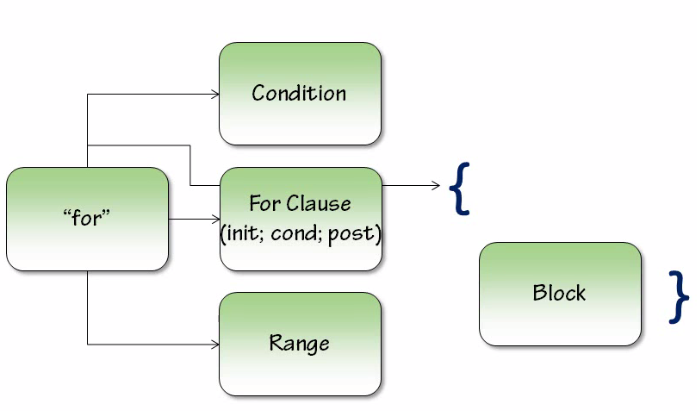 Condition
{
“for”
For Clause
(init; cond; post)
Block
}
Range